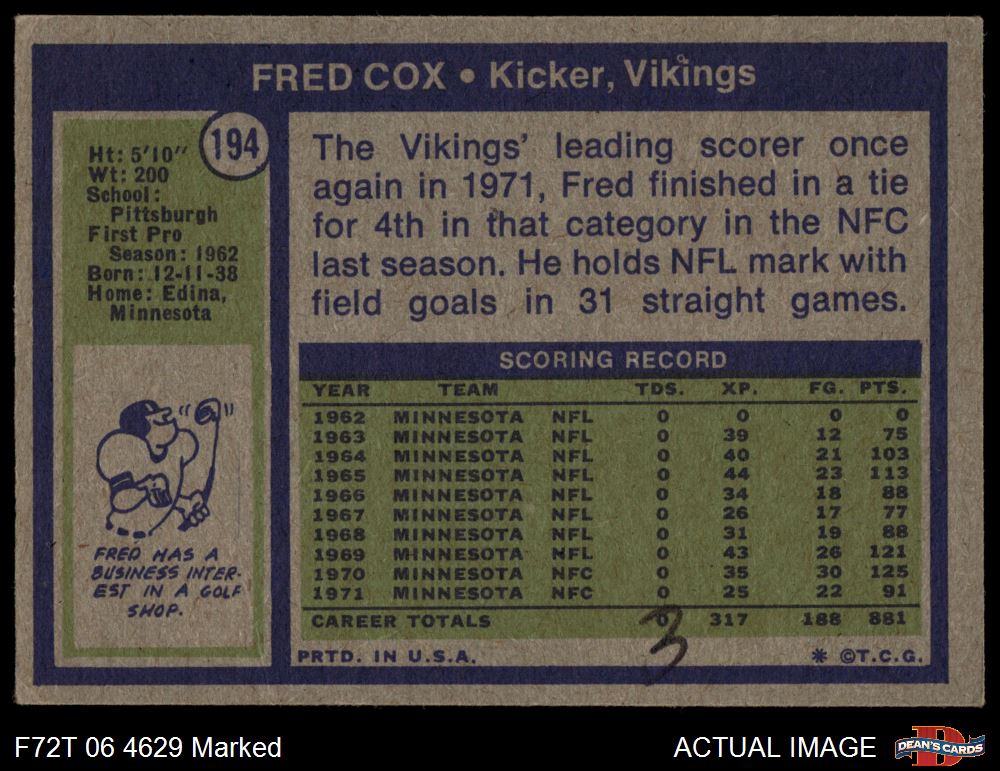 FRED COX • Kicker, Vikings
194
Ht: 5'10"
Wt: 200
School:
Pittsburgh
First Pro
Season: 1962
Born: 12-11-38
Home: Edina,
Minnesota
FRED HAS A
BUSINESS INTER-
EST IN A GOLF
SHOP.
The Vikings' leading scorer once
again in 1971, Fred finished in a tie
for 4th in that category in the NFC
last season. He holds NFL mark with
field goals in 31 straight games.
SCORING RECORD
YEAR TEAM TDS. XP. FG. PTS.
1962 MINNESOTA NFL 0 0 0 0
1963 MINNESOTA NFL 0 39 12 75
1964 MINNESOTA NFL 0 40 21 103
1965 MINNESOTA NFL 0 44 23 113
1966 MINNESOTA NFL 0 34 18 88
1967 MINNESOTA NFL 0 26 17 77
1968 MINNESOTA NFL 0 31 19 88
1969 MINNESOTA NFL 0 43 26 121
1970 MINNESOTA NFC 0 35 30 125
1971 MINNESOTA NFC 0 25 22 91
CAREER TOTALS 0 317 188 881
3
PRTD. IN U.S.A. * ©T.C.G.
F72T 06 4629 Marked ACTUAL IMAGE DEAN'S CARDS